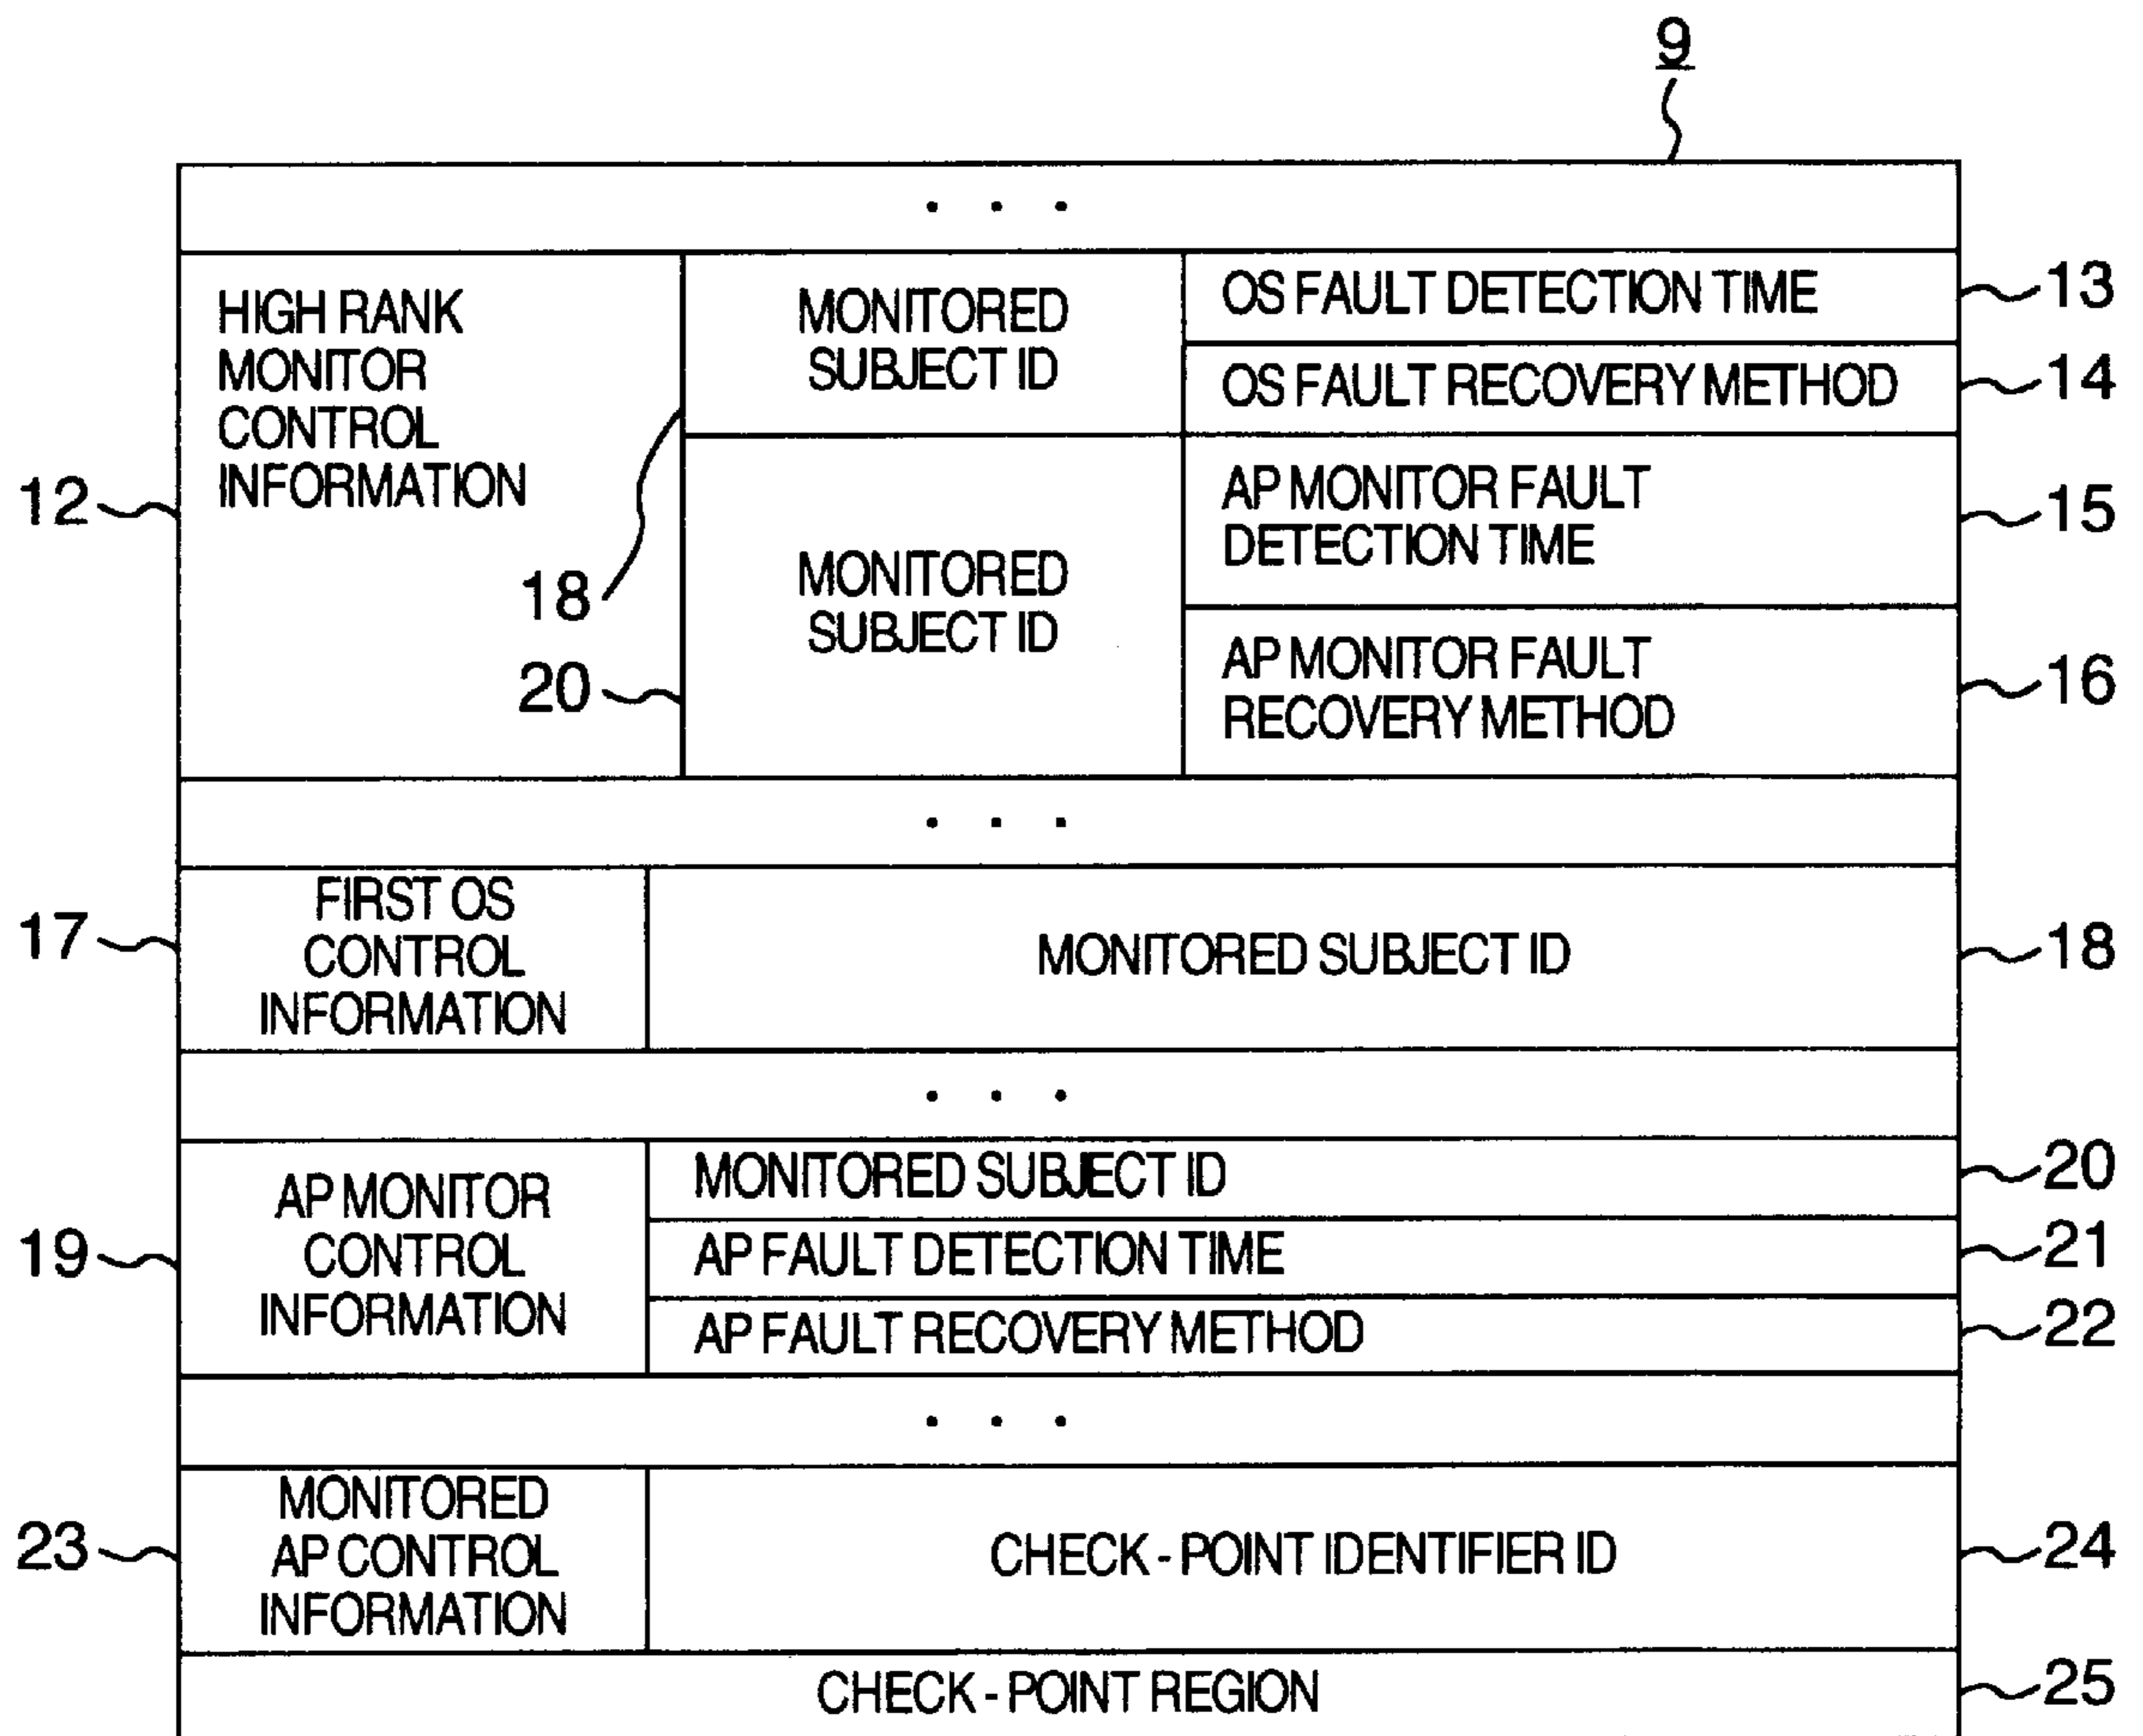 9
. . .
12
HIGH RANK
MONITOR
CONTROL
INFORMATION
18
MONITORED
SUBJECT ID
OS FAULT DETECTION TIME
13
OS FAULT RECOVERY METHOD
14
20
MONITORED
SUBJECT ID
AP MONITOR FAULT
DETECTION TIME
15
AP MONITOR FAULT
RECOVERY METHOD
16
. . .
17
FIRST OS
CONTROL
INFORMATION
MONITORED SUBJECT ID
18
. . .
19
AP MONITOR
CONTROL
INFORMATION
MONITORED SUBJECT ID
20
AP FAULT DETECTION TIME
21
AP FAULT RECOVERY METHOD
22
. . .
23
MONITORED
AP CONTROL
INFORMATION
CHECK-POINT IDENTIFIER ID
24
CHECK-POINT REGION
25